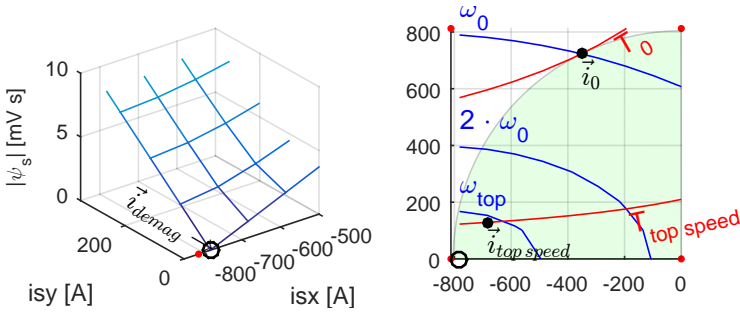 10
5
0
|ψs| [mV s]
i⃗demag
200
0
isy [A]
-800
-700
-600
-500
isx [A]
ω0
T0
i⃗0
2 · ω0
ωtop
i⃗top speed
T top speed
800
600
400
200
0
-800
-600
-400
-200
0